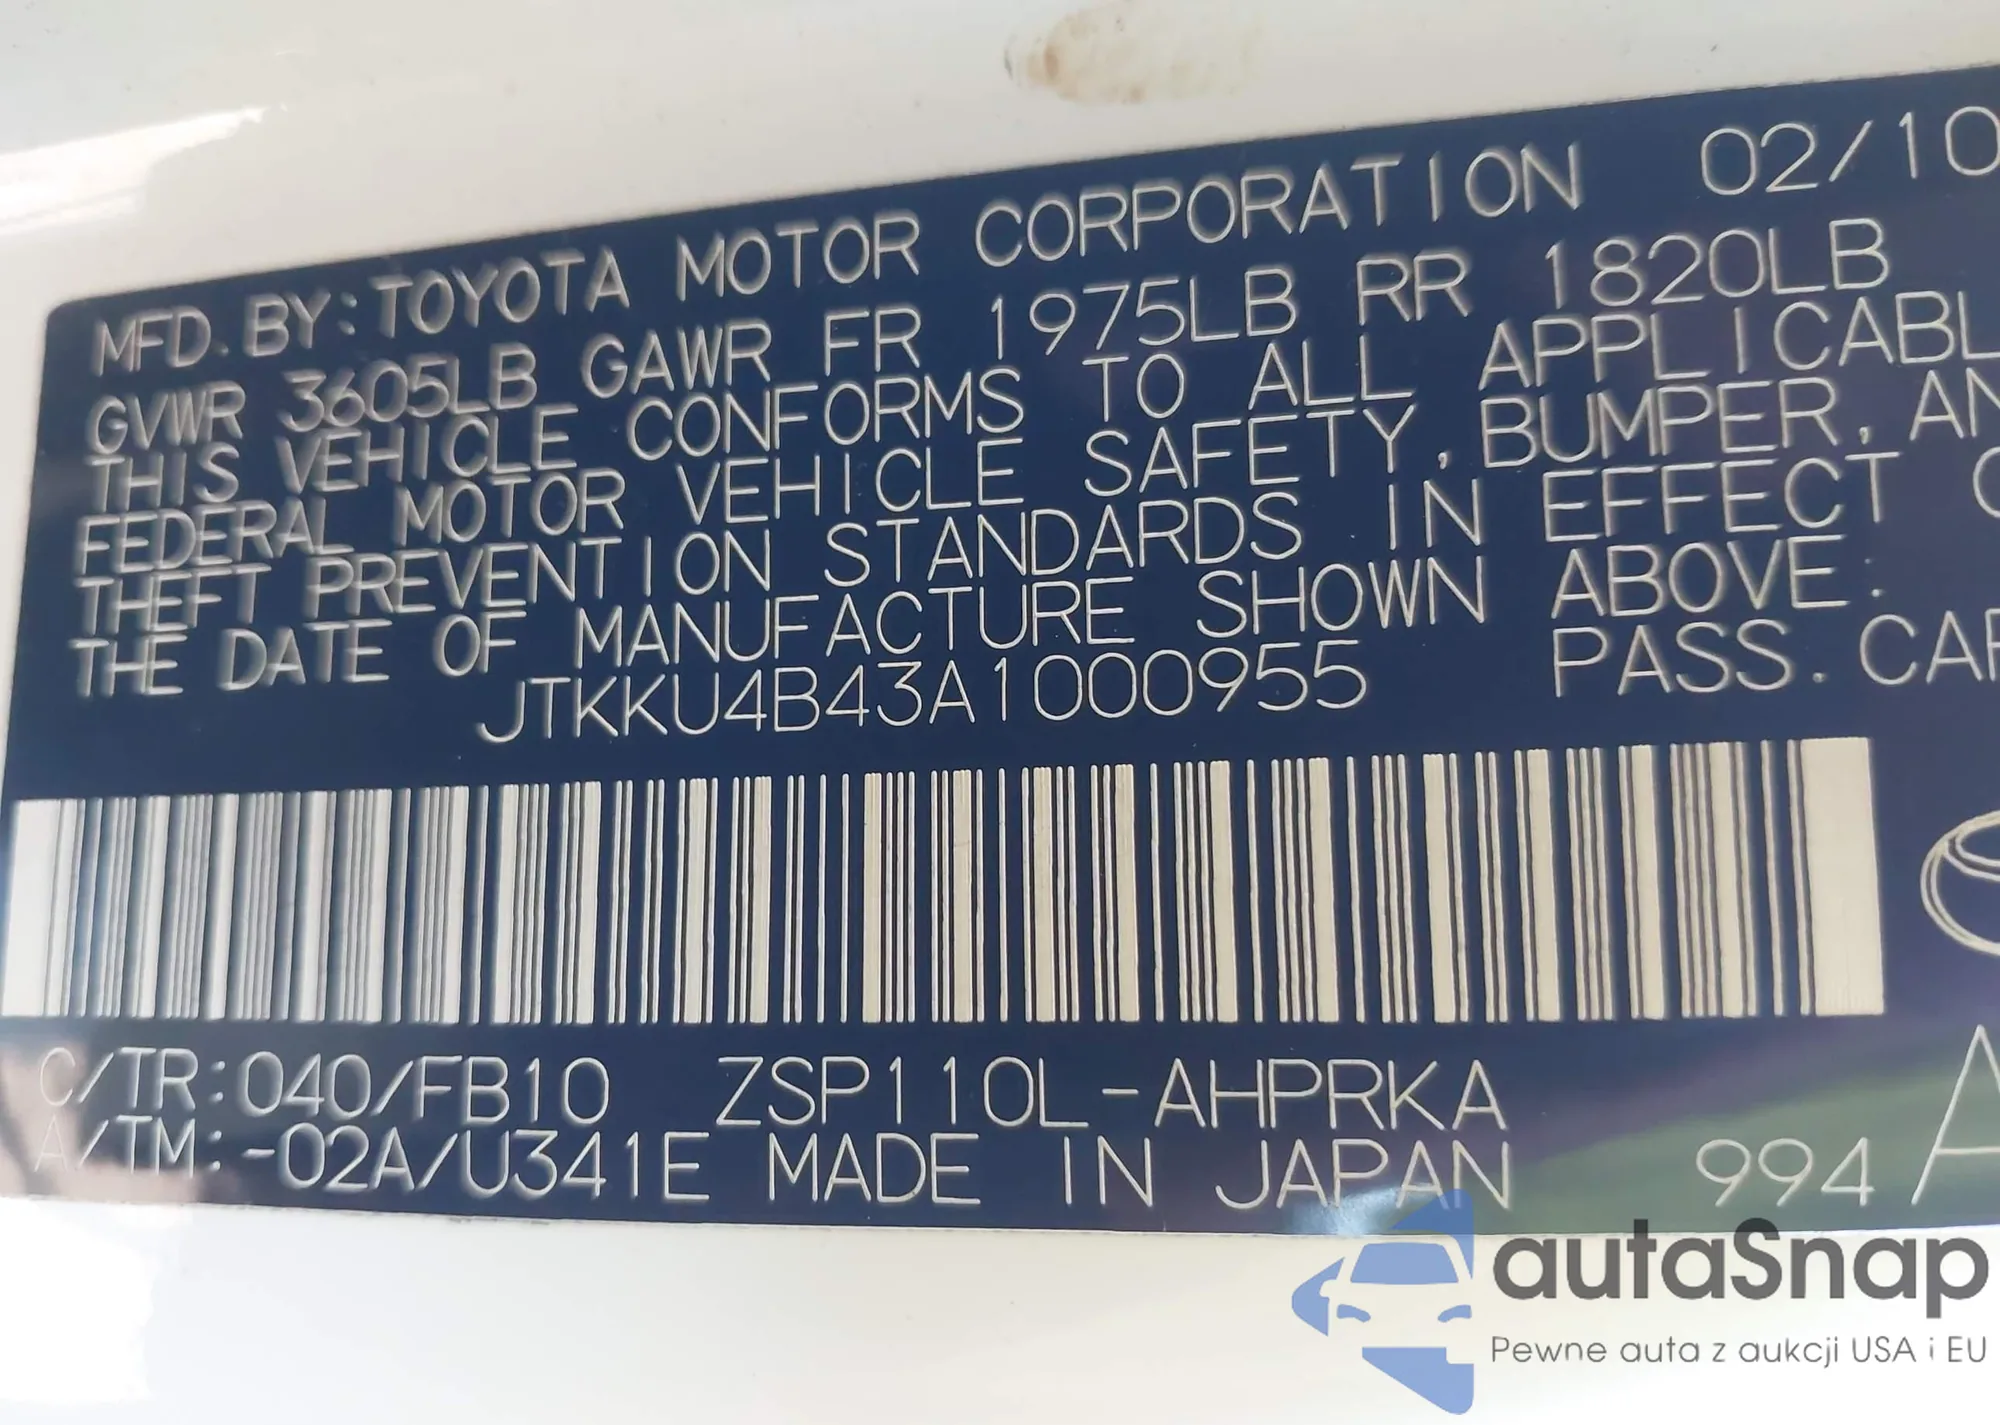 MFD. BY: TOYOTA MOTOR CORPORATION 02/10
GVWR 3605LB GAWR FR 1975LB RR 1820LB
THIS VEHICLE CONFORMS TO ALL APPLICABL
FEDERAL MOTOR VEHICLE SAFETY, BUMPER, AN
THEFT PREVENTION STANDARDS IN EFFECT
THE DATE OF MANUFACTURE SHOWN ABOVE.
JTKKU4B43A1000955 PASS. CAR
C/TR:040/FB10 ZSP110L-AHPRKA
A/TM:-02A/U341E MADE IN JAPAN 994 A
autaSnap
Pewne auta z aukcji USA i EU